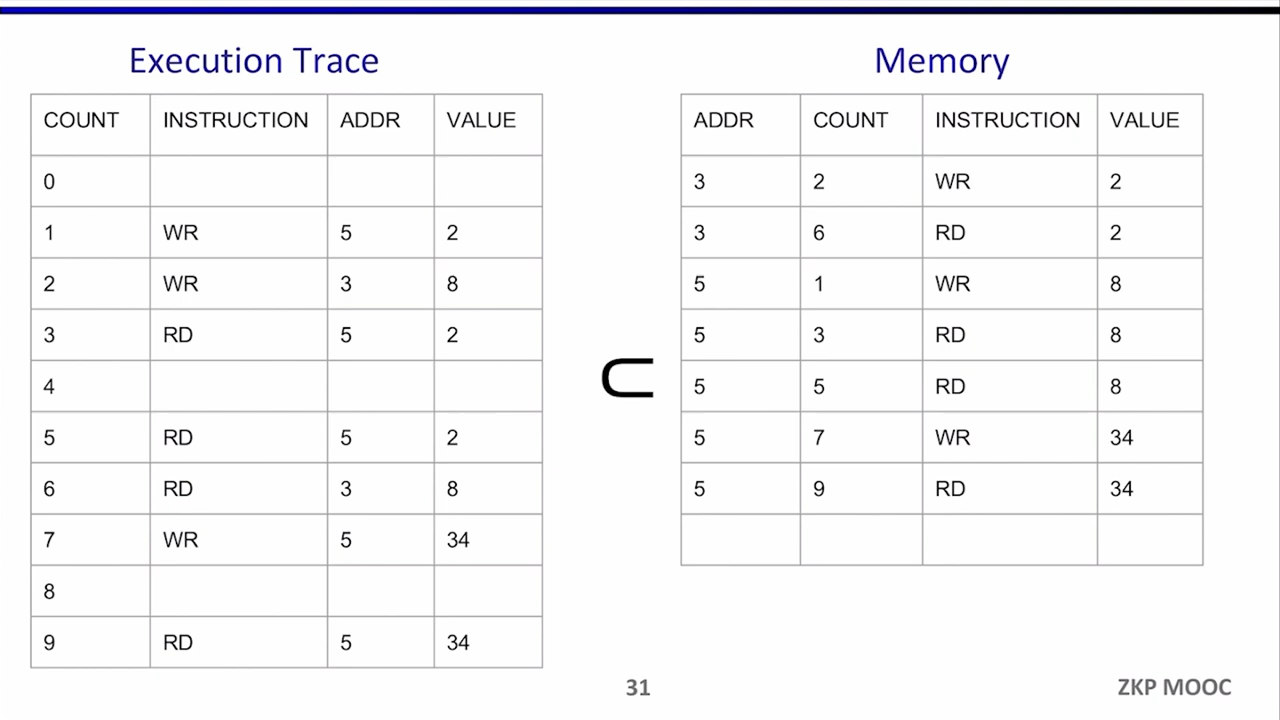 Execution Trace
COUNT INSTRUCTION ADDR VALUE
0
1 WR 5 2
2 WR 3 8
3 RD 5 2
4
5 RD 5 2
6 RD 3 8
7 WR 5 34
8
9 RD 5 34
⊂
Memory
ADDR COUNT INSTRUCTION VALUE
3 2 WR 2
3 6 RD 2
5 1 WR 8
5 3 RD 8
5 5 RD 8
5 7 WR 34
5 9 RD 34
31
ZKP MOOC